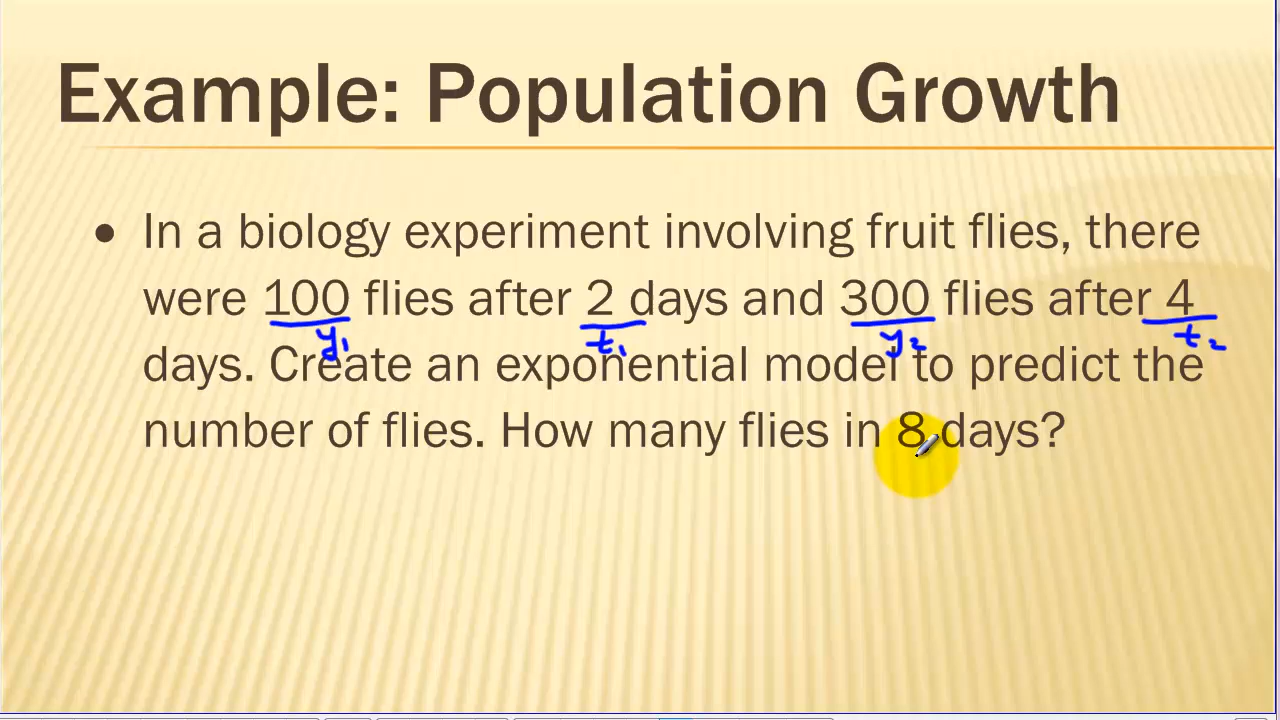 Example: Population Growth
• In a biology experiment involving fruit flies, there
were 100 flies after 2 days and 300 flies after 4
y₁ t₁ y₂ t₂
days. Create an exponential model to predict the
number of flies. How many flies in 8 days?